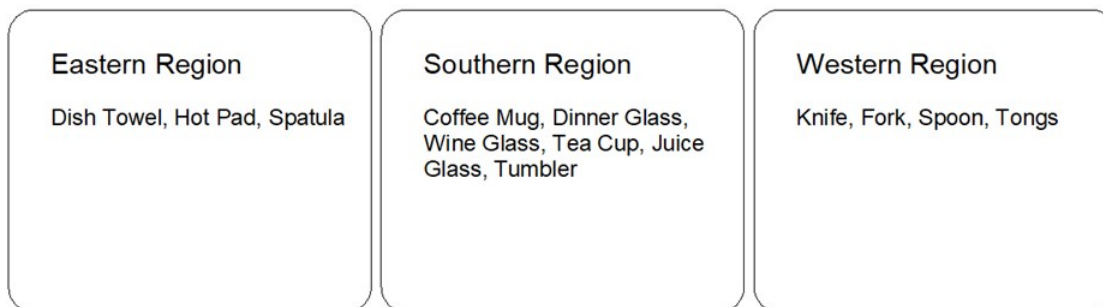 Eastern Region
Dish Towel, Hot Pad, Spatula
Southern Region
Coffee Mug, Dinner Glass,
Wine Glass, Tea Cup, Juice
Glass, Tumbler
Western Region
Knife, Fork, Spoon, Tongs